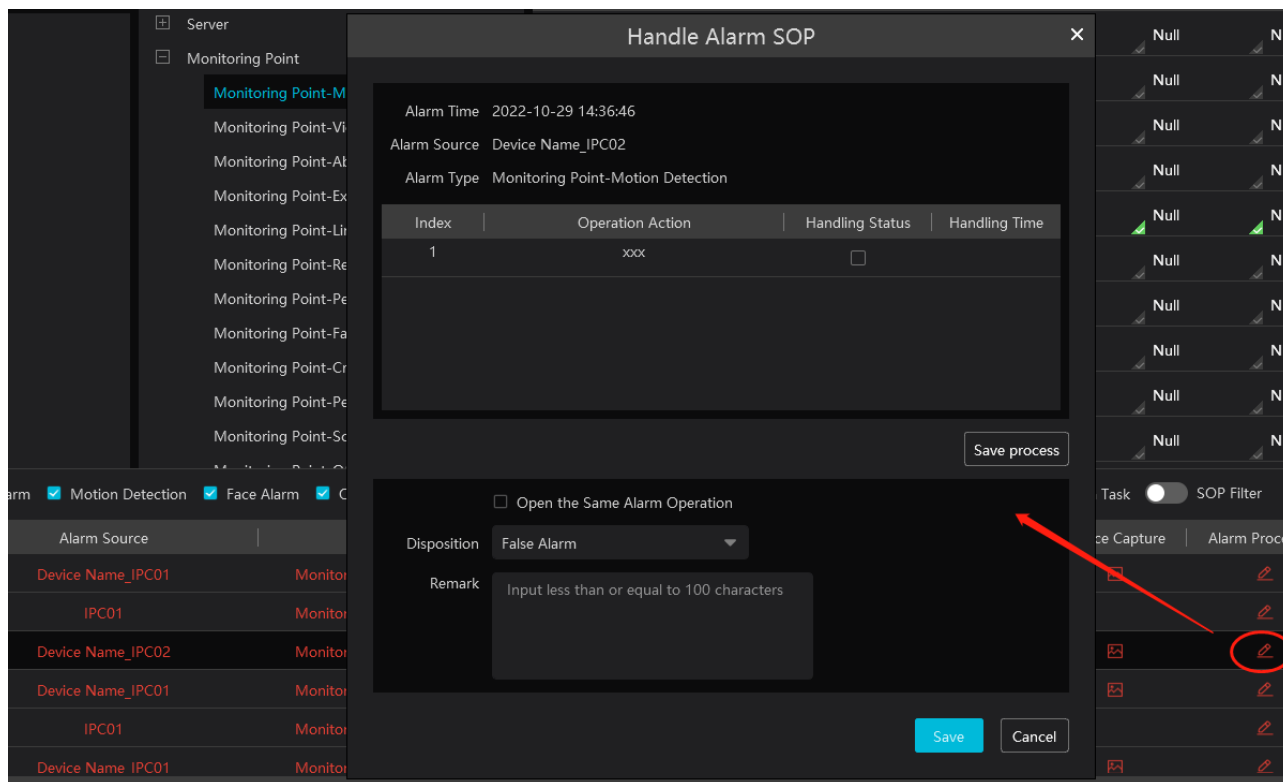 Server
Handle Alarm SOP
Null
N
Monitoring Point
Null
N
Monitoring Point-M
Alarm Time 2022-10-29 14:36:46
Null
N
Monitoring Point-Vi
Alarm Source Device Name_IPC02
Monitoring Point-Ab
Alarm Type Monitoring Point-Motion Detection
Null
N
Monitoring Point-Ex
Index Operation Action Handling Status Handling Time
Null
N
Monitoring Point-Lir
1 xxx
Null
N
Monitoring Point-Re
Monitoring Point-Pe
Null
N
Monitoring Point-Fa
Null
N
Monitoring Point-Cr
Null
N
Monitoring Point-Pe
Monitoring Point-Sc
Null
N
Save process
arm Motion Detection Face Alarm C
Open the Same Alarm Operation
Task SOP Filter
Alarm Source
Disposition False Alarm
ce Capture Alarm Proc
Device Name_IPC01 Monitor
Remark Input less than or equal to 100 characters
IPC01 Monitor
Device Name_IPC02 Monitor
Device Name_IPC01 Monitor
IPC01 Monitor
Save Cancel
Device Name IPC01 Monitor